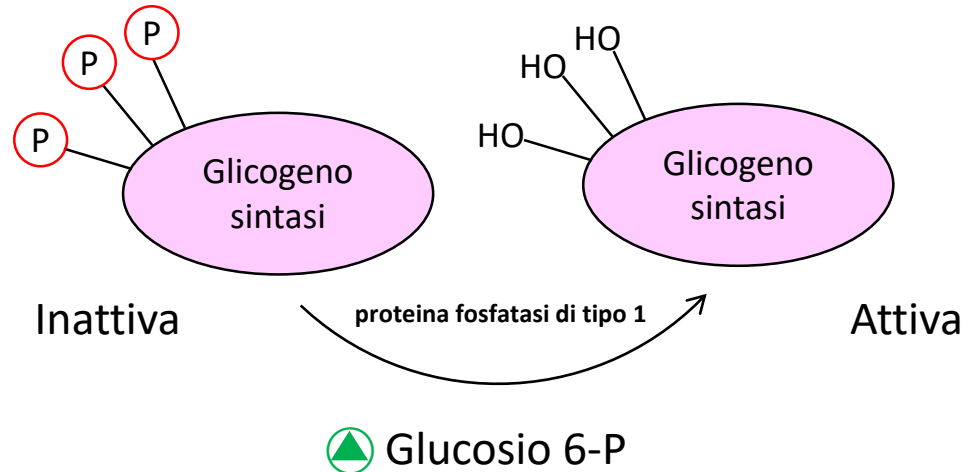 P
P
P
Glicogeno
sintasi
HO
HO
HO
Glicogeno
sintasi
Inattiva
proteina fosfatasi di tipo 1
Attiva
Glucosio 6-P